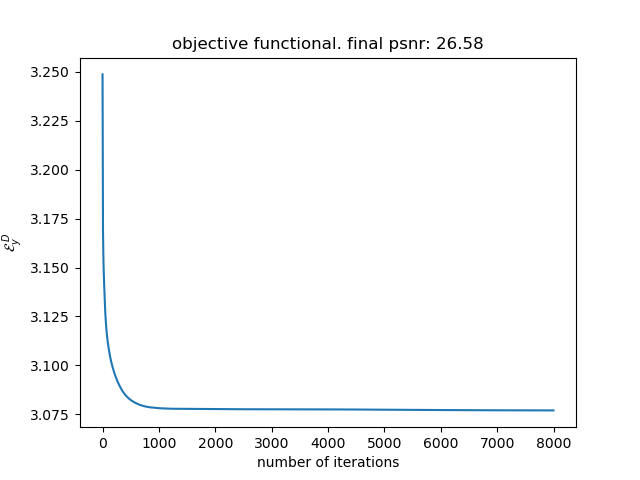 objective functional. final psnr: 26.58
3.250
3.225
3.200
3.175
3.150
3.125
3.100
3.075
ℰ_y^D
0 1000 2000 3000 4000 5000 6000 7000 8000
number of iterations